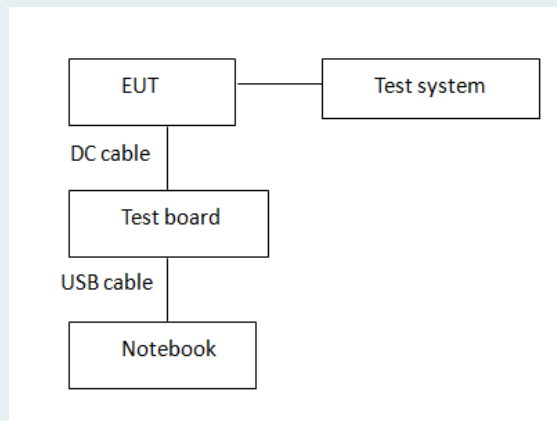 EUT
Test system
DC cable
Test board
USB cable
Notebook